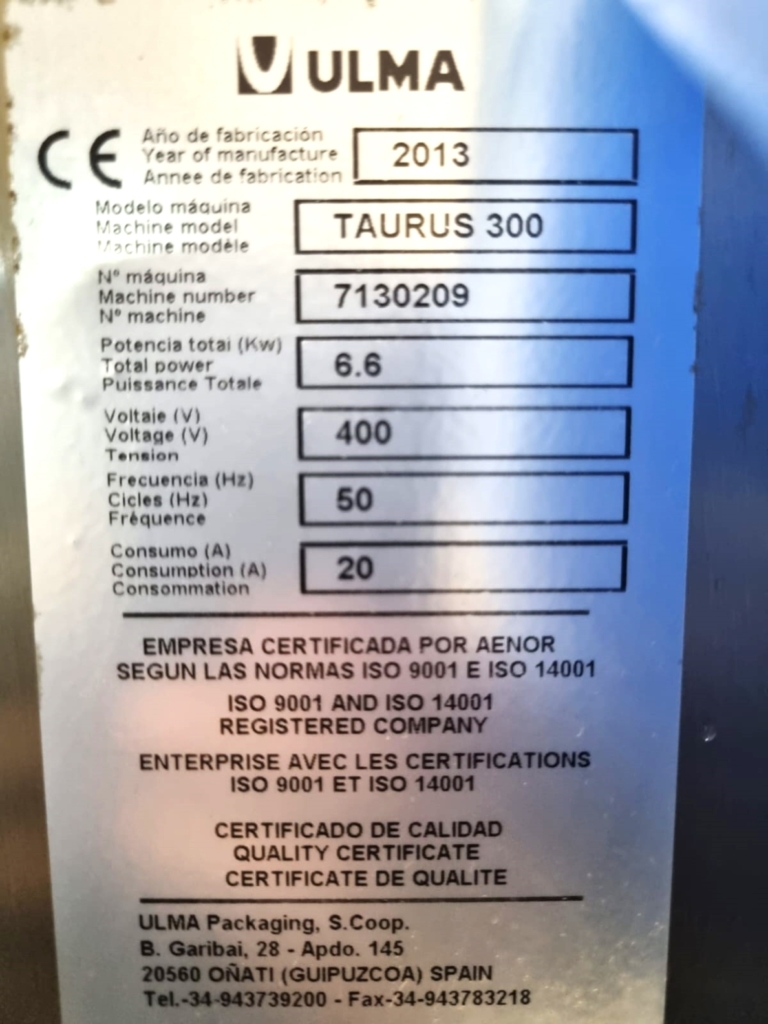 ULMA
CE
Año de fabricación
Year of manufacture
Annee de fabrication
2013
Modelo máquina
Machine model
Machine modèle
TAURUS 300
Nº máquina
Machine number
Nº machine
7130209
Potencia total (Kw)
Total power
Puissance Totale
6.6
Voltaje (V)
Voltage (V)
Tension
400
Frecuencia (Hz)
Cicles (Hz)
Fréquence
50
Consumo (A)
Consumption (A)
Consommation
20
EMPRESA CERTIFICADA POR AENOR
SEGUN LAS NORMAS ISO 9001 E ISO 14001
ISO 9001 AND ISO 14001
REGISTERED COMPANY
ENTERPRISE AVEC LES CERTIFICATIONS
ISO 9001 ET ISO 14001
CERTIFICADO DE CALIDAD
QUALITY CERTIFICATE
CERTIFICATE DE QUALITE
ULMA Packaging, S.Coop.
B. Garibai, 28 - Apdo. 145
20560 OÑATI (GUIPUZCOA) SPAIN
Tel.-34-943739200 - Fax-34-943783218